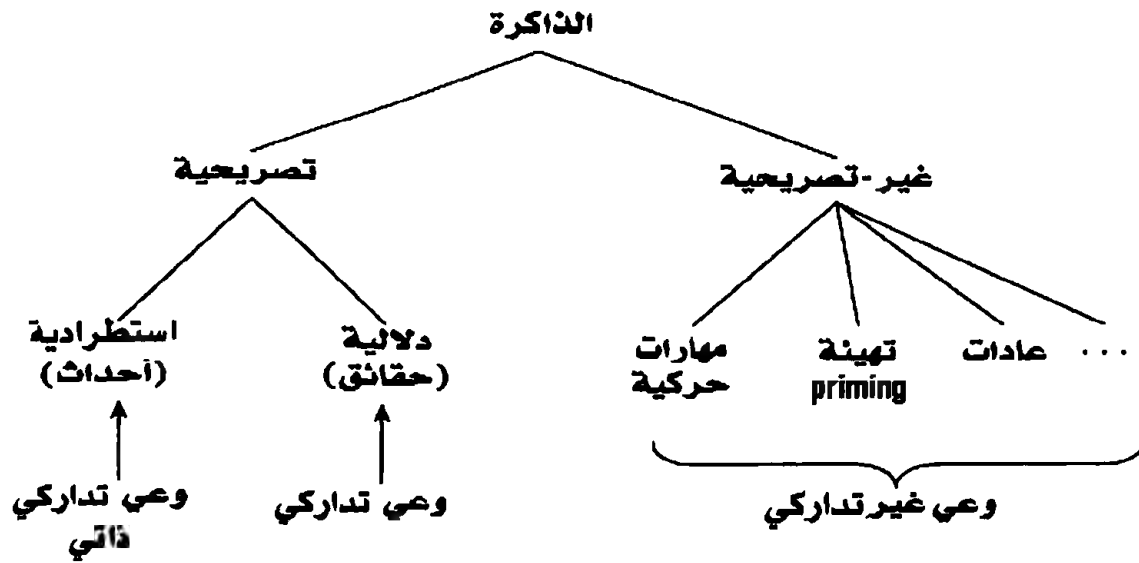 الذاكرة
تصريحية
غير-تصريحية
استطرادية
(أحداث)
دلالية
(حقائق)
مهارات
حركية
تهيئة
priming
عادات
...
وعي تداركي
ذاتي
وعي تداركي
وعي غير تداركي